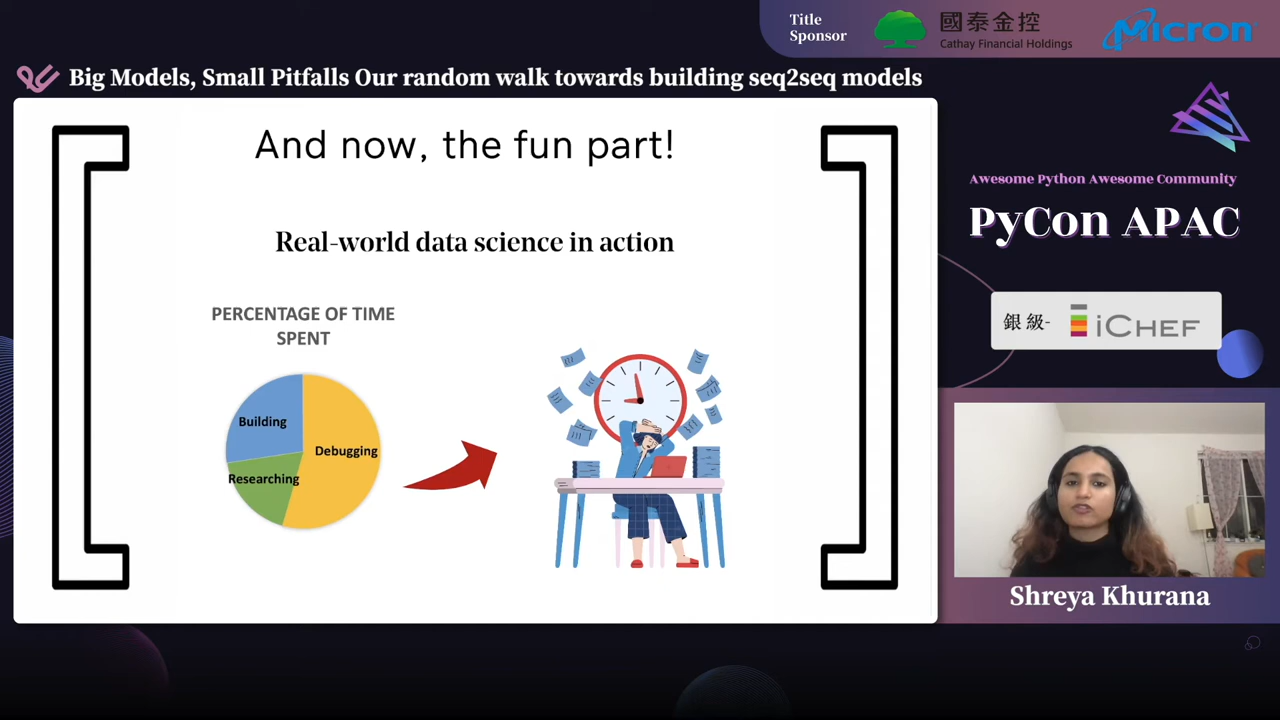 Title
Sponsor
國泰金控
Cathay Financial Holdings
Micron
Big Models, Small Pitfalls Our random walk towards building seq2seq models
And now, the fun part!
Real-world data science in action
PERCENTAGE OF TIME
SPENT
Building
Debugging
Researching
Awesome Python Awesome Community
PyCon APAC
銀級-
iCHEF
Shreya Khurana